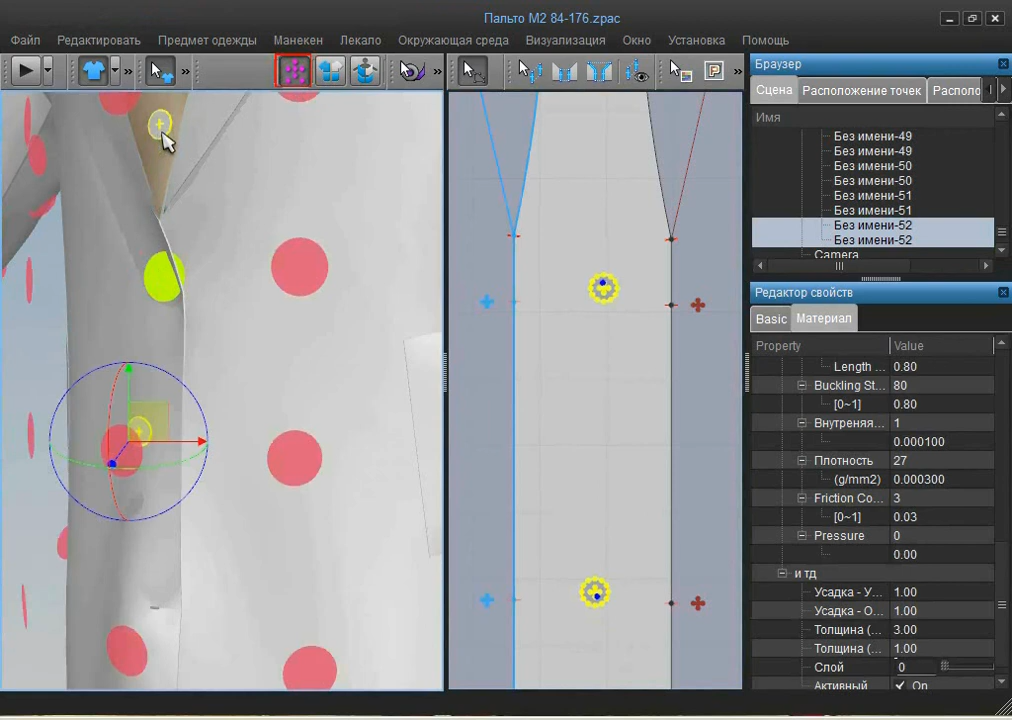 Пальто М2 84-176.zpac
Файл Редактировать Предмет одежды Манекен Лекало Окружающая среда Визуализация Окно Установка Помощь
Браузер
Сцена Расположение точек Располо
Имя
Без имени-49
Без имени-49
Без имени-50
Без имени-50
Без имени-51
Без имени-51
Без имени-52
Без имени-52
Camera
Редактор свойств
Basic Материал
Property Value
Length ... 0.80
Buckling St... 80
[0~1] 0.80
Внутреняя... 1
0.000100
Плотность 27
(g/mm2) 0.000300
Friction Co... 3
[0~1] 0.03
Pressure 0
0.00
и тд
Усадка - У... 1.00
Усадка - О... 1.00
Толщина (... 3.00
Толщина (... 1.00
Слой 0
Активный On